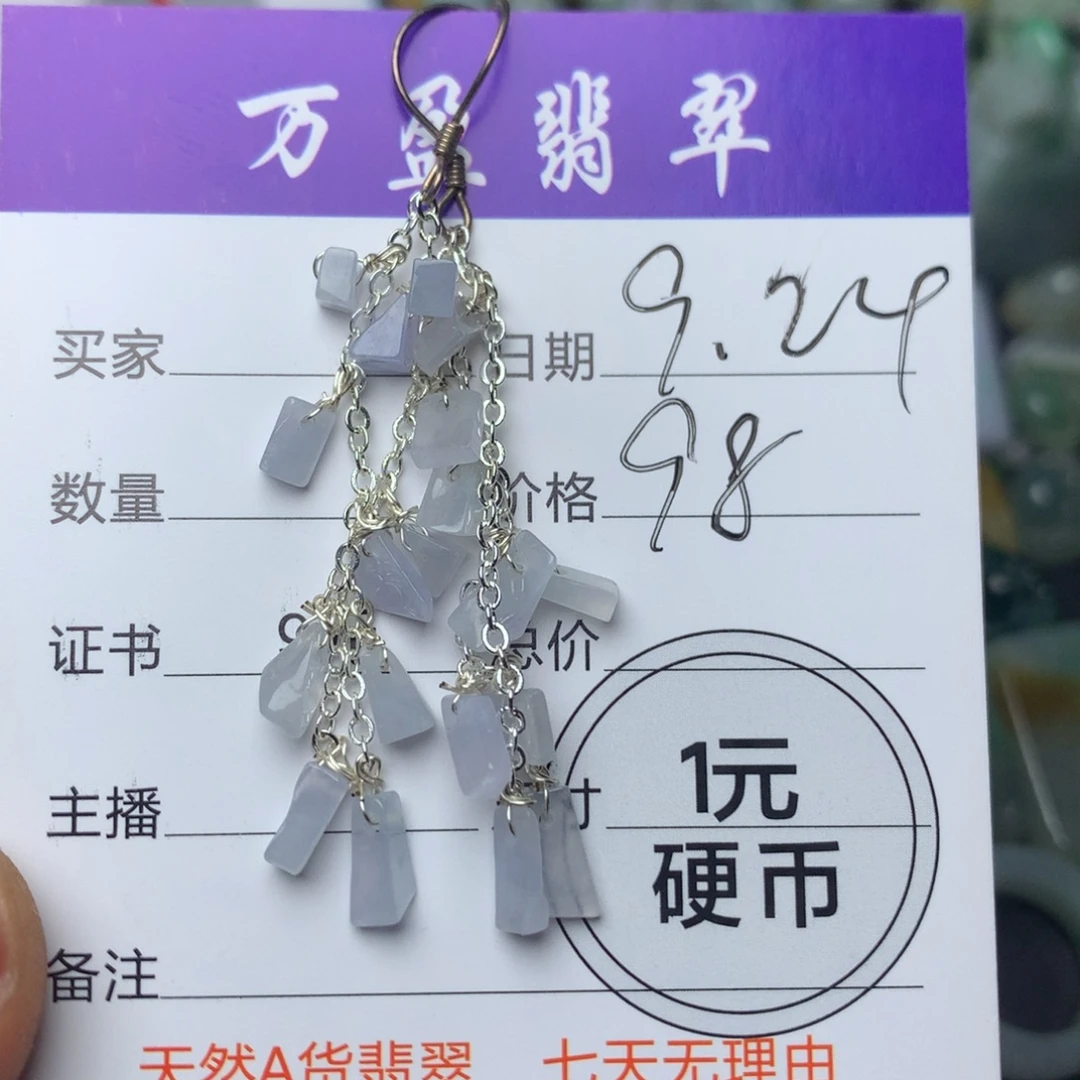 万盈翡翠
买家 日期 9.24
数量 价格 98
证书 9 总价
主播 付
1元
硬币
备注
天然A货翡翠 七天无理由